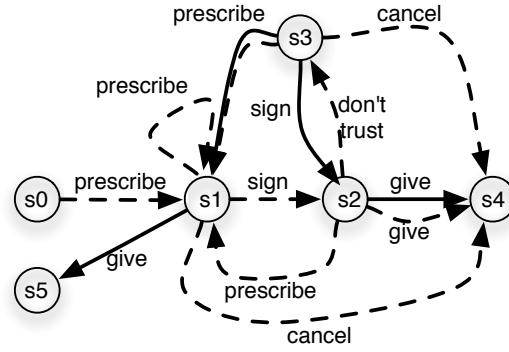 prescribe
cancel
s3
prescribe
sign
don't
trust
s0
prescribe
s1
sign
s2
give
s4
give
s5
give
prescribe
cancel